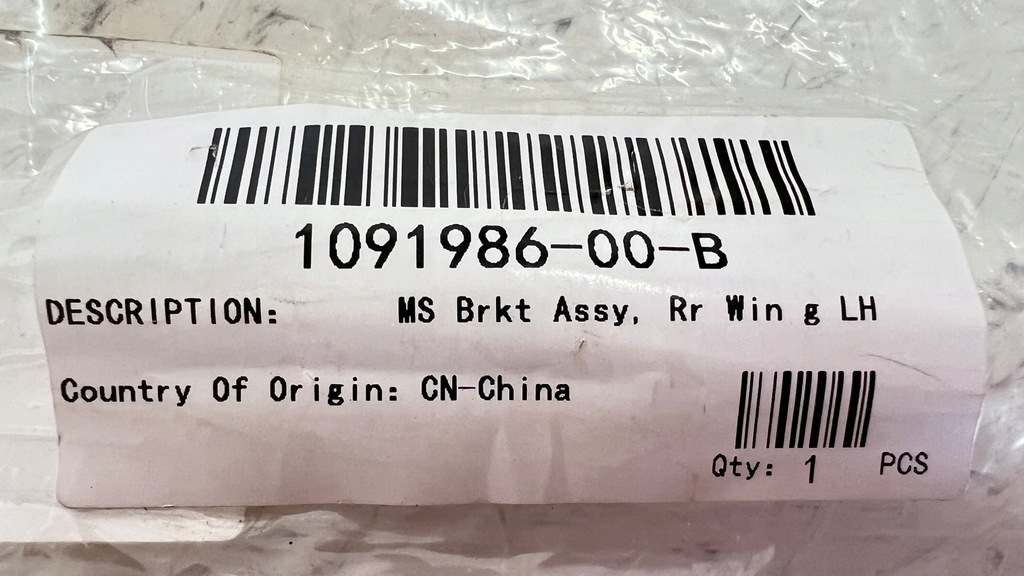 1091986-00-B
DESCRIPTION: MS Brkt Assy, Rr Win g LH
Country Of Origin: CN-China
Qty: 1 PCS